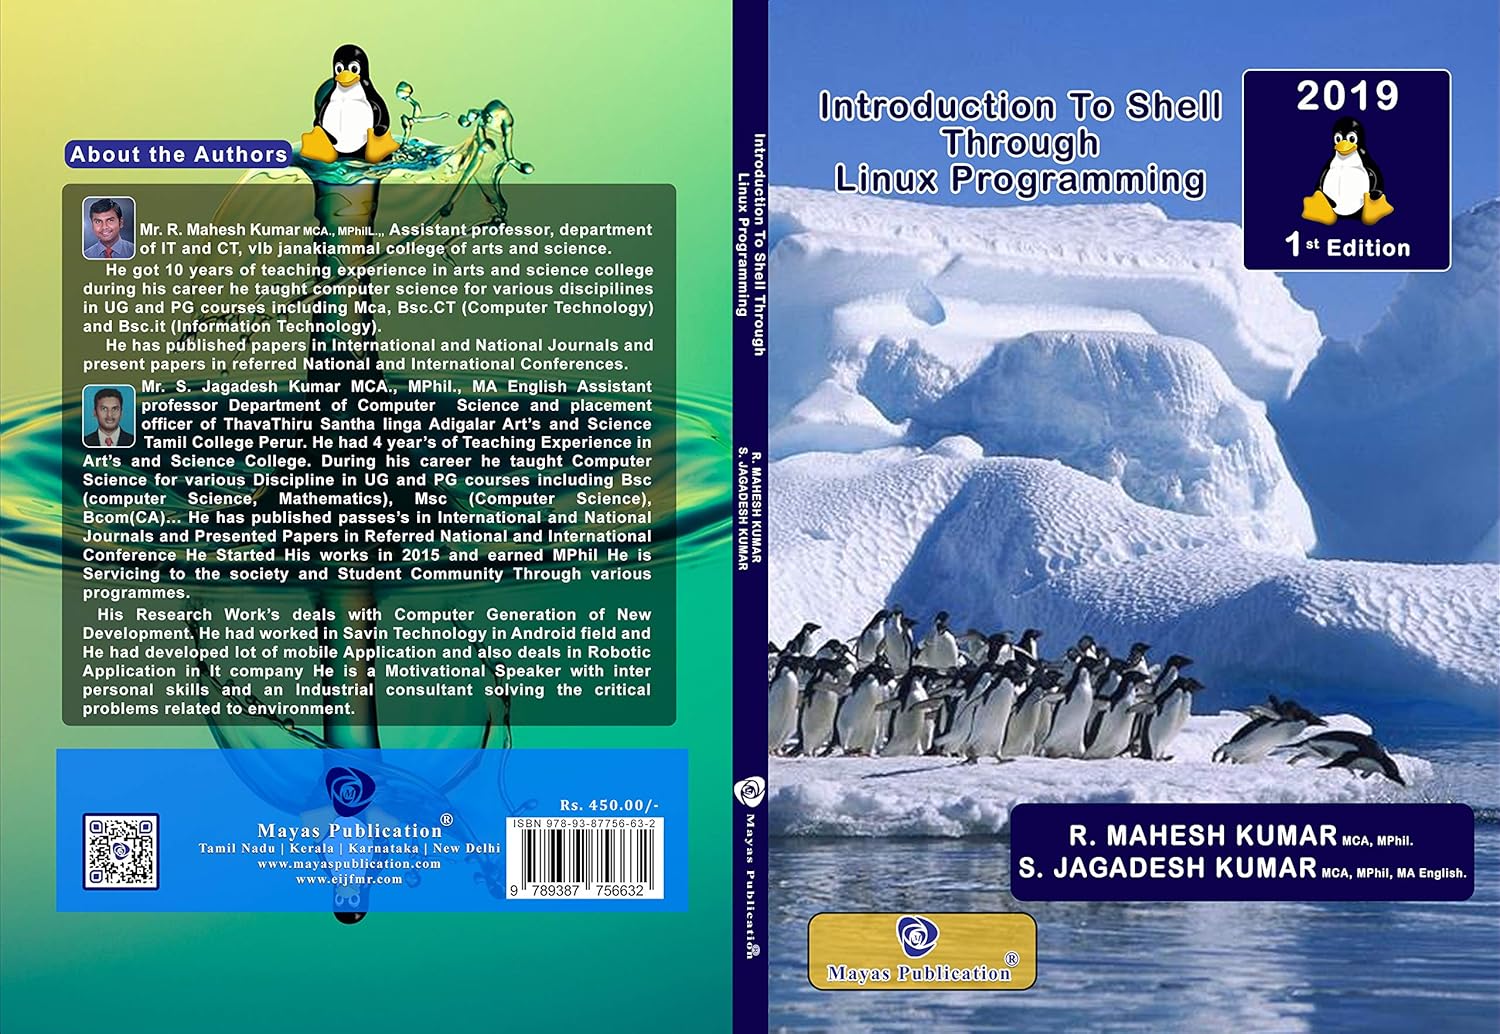 About the Authors
Mr. R. Mahesh Kumar MCA., MPhilL.,, Assistant professor, department
of IT and CT, vlb janakiammal college of arts and science.
He got 10 years of teaching experience in arts and science college
during his career he taught computer science for various discipilines
in UG and PG courses including Mca, Bsc.CT (Computer Technology)
and Bsc.it (Information Technology).
He has published papers in International and National Journals and
present papers in referred National and International Conferences.
Mr. S. Jagadesh Kumar MCA., MPhil., MA English Assistant
professor Department of Computer Science and placement
officer of ThavaThiru Santha linga Adigalar Art's and Science
Tamil College Perur. He had 4 year's of Teaching Experience in
Art's and Science College. During his career he taught Computer
Science for various Discipline in UG and PG courses including Bsc
(computer Science, Mathematics), Msc (Computer Science),
Bcom(CA)... He has published passes's in International and National
Journals and Presented Papers in Referred National and International
Conference He Started His works in 2015 and earned MPhil He is
Servicing to the society and Student Community Through various
programmes.
His Research Work's deals with Computer Generation of New
Development. He had worked in Savin Technology in Android field and
He had developed lot of mobile Application and also deals in Robotic
Application in It company He is a Motivational Speaker with inter
personal skills and an Industrial consultant solving the critical
problems related to environment.
M
Mayas Publication®
Tamil Nadu | Kerala | Karnataka | New Delhi
www.mayaspublication.com
www.eijfmr.com
Rs. 450.00/-
ISBN 978-93-87756-63-2
9 789387 756632
Introduction To Shell Through
Linux Programming
R. MAHESH KUMAR
S. JAGADESH KUMAR
Mayas Publication®
Introduction To Shell
Through
Linux Programming
2019
1st Edition
R. MAHESH KUMAR MCA, MPhil.
S. JAGADESH KUMAR MCA, MPhil, MA English.
M
Mayas Publication®